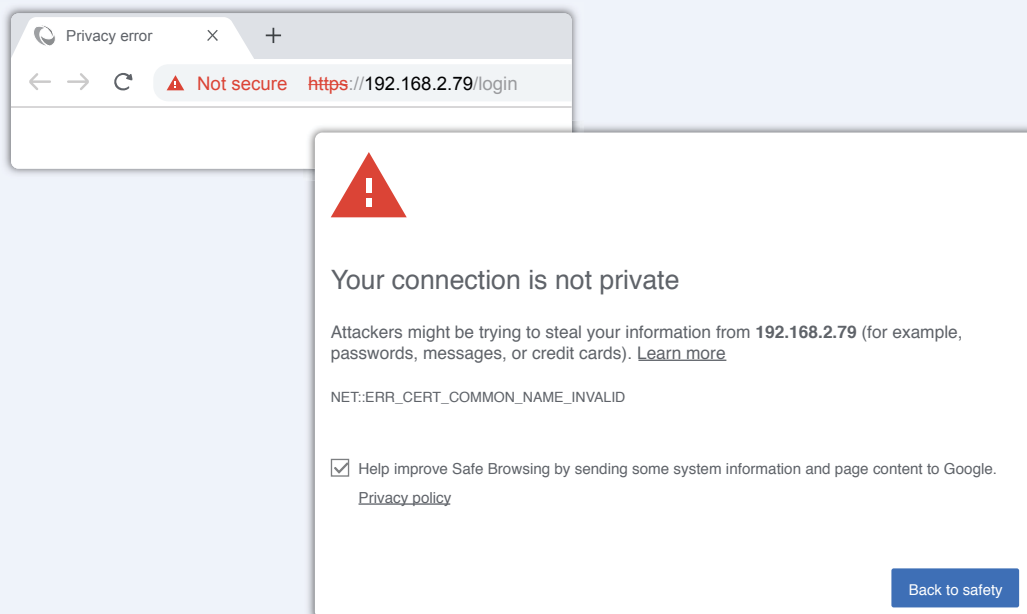 Privacy error
Not secure https://192.168.2.79/login
Your connection is not private
Attackers might be trying to steal your information from 192.168.2.79 (for example,
passwords, messages, or credit cards). Learn more
NET::ERR_CERT_COMMON_NAME_INVALID
Help improve Safe Browsing by sending some system information and page content to Google.
Privacy policy
Back to safety